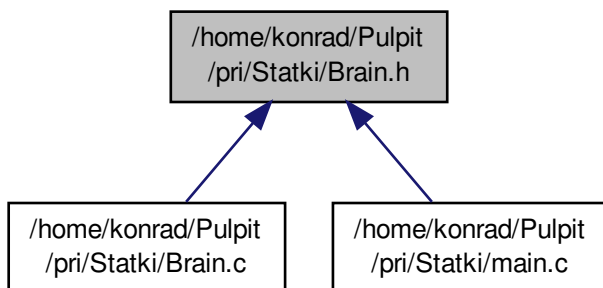 /home/konrad/Pulpit
/pri/Statki/Brain.h
/home/konrad/Pulpit
/pri/Statki/Brain.c
/home/konrad/Pulpit
/pri/Statki/main.c